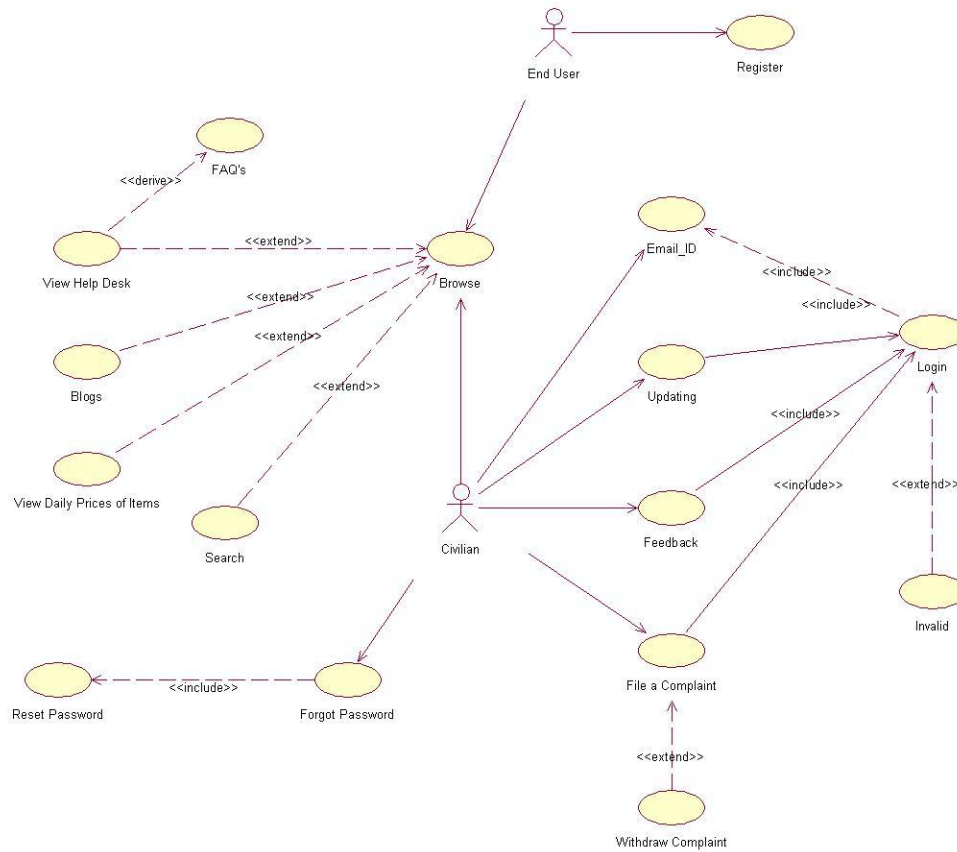 End User
Register
FAQ's
<<derive>>
Email_ID
View Help Desk
<<extend>>
Browse
<<include>>
<<extend>>
<<include>>
<<extend>>
Login
Blogs
Updating
<<extend>>
<<include>>
View Daily Prices of Items
<<include>>
<<extend>>
Search
Civilian
Feedback
Invalid
File a Complaint
<<include>>
Reset Password
Forgot Password
<<extend>>
Withdraw Complaint